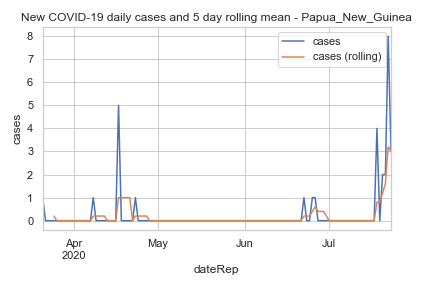 New COVID-19 daily cases and 5 day rolling mean - Papua_New_Guinea
cases
cases (rolling)
cases
8
7
6
5
4
3
2
1
0
Apr
2020
May
Jun
Jul
dateRep